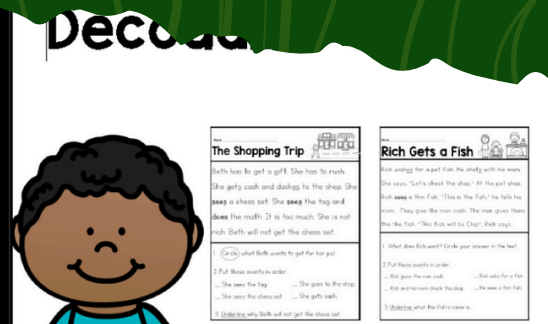 Name
The Shopping Trip
Beth has to get a gift. She has to rush.
She gets cash and dashes to the shop. She
sees a chess set. She sees the tag and
does the math. It is too much. She is not
rich. Beth will not get the chess set.
1. Circle what Beth wants to get for her pal.
2. Put these events in order:
__ She sees the tag. __ She goes to the shop.
__ She sees the chess set. __ She gets cash.
3. Underline why Beth will not get the chess set.
Name
Rich Gets a Fish
Rich wishes for a pet fish. He chats with his mom.
She says, "Let's check the shop." At the pet shop,
Rich sees a thin fish. "This is the fish," he tells his
mom. They give the man cash. The man gives them
the fish. "This fish will be Chip", Rich says.
1. What does Rich want? Circle your answer in the text.
2. Put these events in order:
__ Rich gives the man cash. __ Rich asks for a fish.
__ Rich and his mom check the shop. __ He sees a thin fish.
3. Underline what the fish's name is.